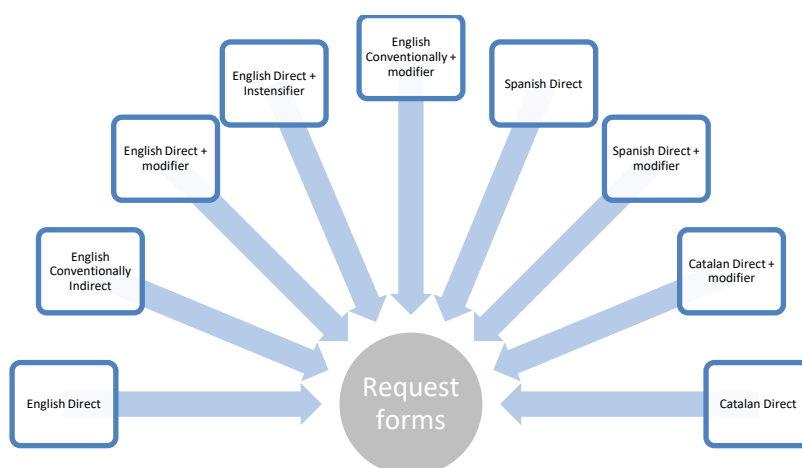 English
Conventionally +
modifier
English Direct +
Instensifier
Spanish Direct
English Direct +
modifier
Spanish Direct +
modifier
English
Conventionally
Indirect
Catalan Direct +
modifier
Request
forms
English Direct
Catalan Direct